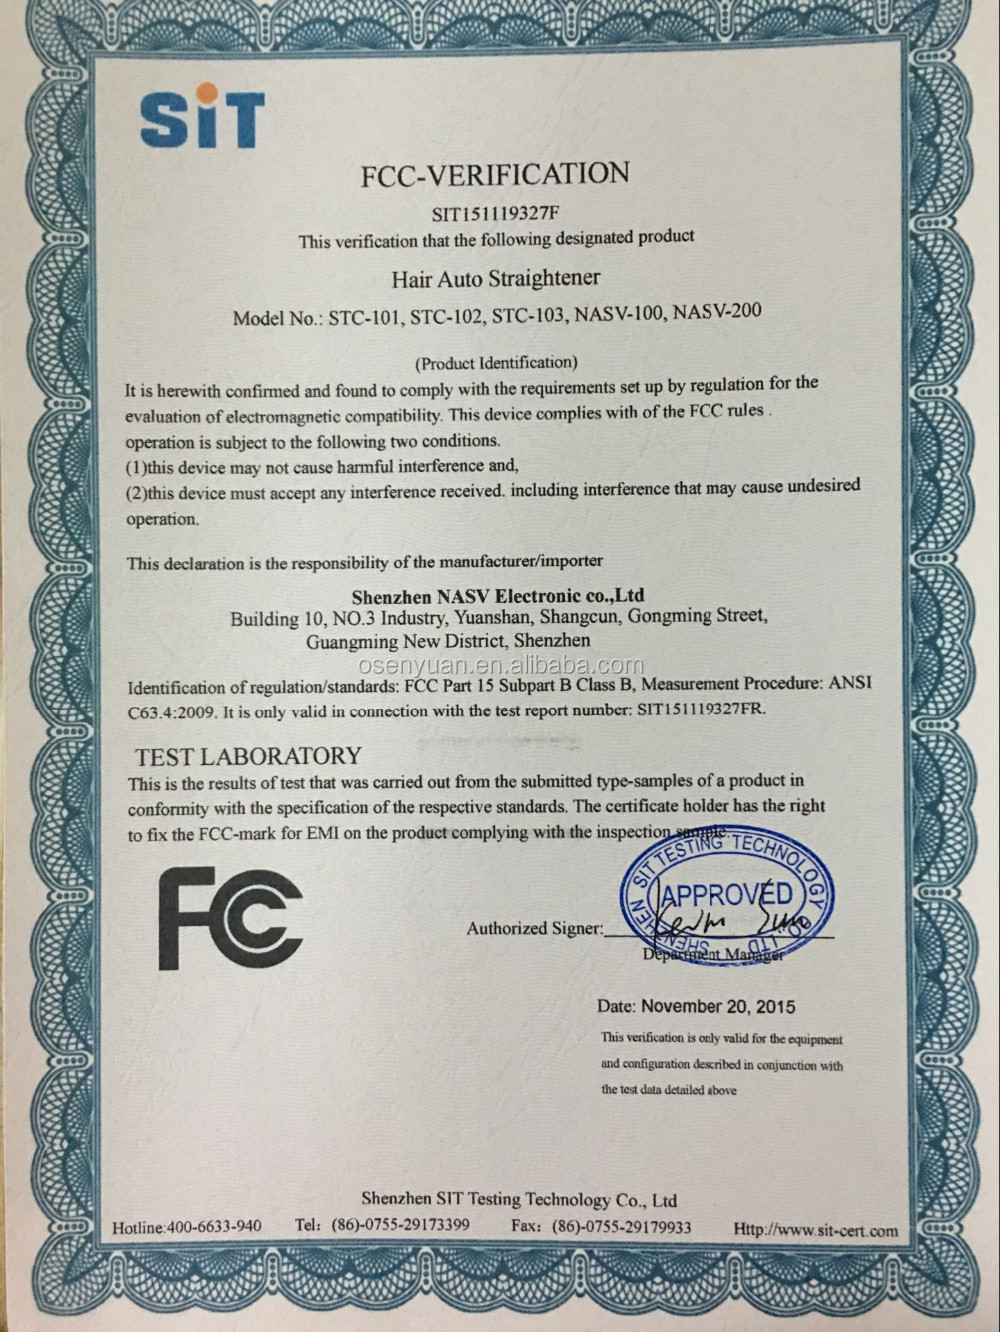 SiT
FCC-VERIFICATION
SIT151119327F
This verification that the following designated product
Hair Auto Straightener
Model No.: STC-101, STC-102, STC-103, NASV-100, NASV-200
(Product Identification)
It is herewith confirmed and found to comply with the requirements set up by regulation for the
evaluation of electromagnetic compatibility. This device complies with of the FCC rules .
operation is subject to the following two conditions.
(1)this device may not cause harmful interference and,
(2)this device must accept any interference received. including interference that may cause undesired
operation.
This declaration is the responsibility of the manufacturer/importer
Shenzhen NASV Electronic co.,Ltd
Building 10, NO.3 Industry, Yuanshan, Shangcun, Gongming Street,
Guangming New District, Shenzhen
osenyuan.en.alibaba.com
Identification of regulation/standards: FCC Part 15 Subpart B Class B, Measurement Procedure: ANSI
C63.4:2009. It is only valid in connection with the test report number: SIT151119327FR.
TEST LABORATORY
This is the results of test that was carried out from the submitted type-samples of a product in
conformity with the specification of the respective standards. The certificate holder has the right
to fix the FCC-mark for EMI on the product complying with the inspection sample.
FC
SHENZHEN SIT TESTING TECHNOLOGY CO., LTD
APPROVED
Authorized Signer:
Department Manager
Date: November 20, 2015
This verification is only valid for the equipment
and configuration described in conjunction with
the test data detailed above
Shenzhen SIT Testing Technology Co., Ltd
Hotline:400-6633-940 Tel: (86)-0755-29173399 Fax: (86)-0755-29179933 Http://www.sit-cert.com